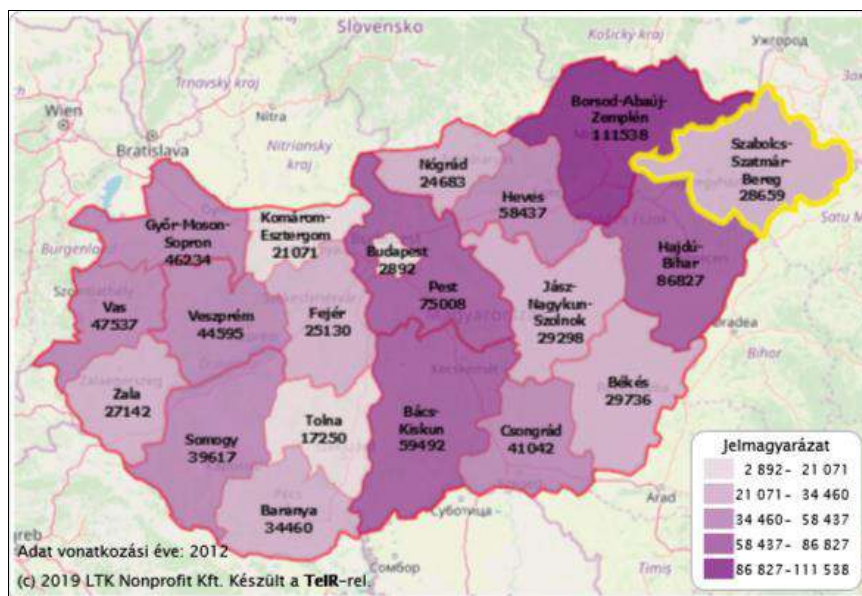 Slovensko
Košický kraj
Ужгород
Trnavský kraj
Wien
Nitra
Nitriansky kraj
Bratislava
Borsod-Abaúj-
Zemplén
111538
Szabolcs-
Szatmár-
Bereg
28659
Nógrád
24683
Heves
58437
Satu M
Győr-Moson-
Sopron
46234
Komárom-
Esztergom
21071
Budapest
2892
Hajdú-
Bihar
86827
Burgenland
Pest
75008
Jász-
Nagykun-
Szolnok
29298
Vas
47537
Veszprém
44595
Fejér
25130
Bihor
Zala
27142
Békés
29736
Tolna
17250
Bács-
Kiskun
59492
Somogy
39617
Csongrád
41042
Baranya
34460
Arad
Суботица
Сомбор
Timiș
Jelmagyarázat
2 892- 21 071
21 071- 34 460
34 460- 58 437
58 437- 86 827
86 827-111 538
Adat vonatkozási éve: 2012
(c) 2019 LTK Nonprofit Kft. Készült a TeIR-rel.